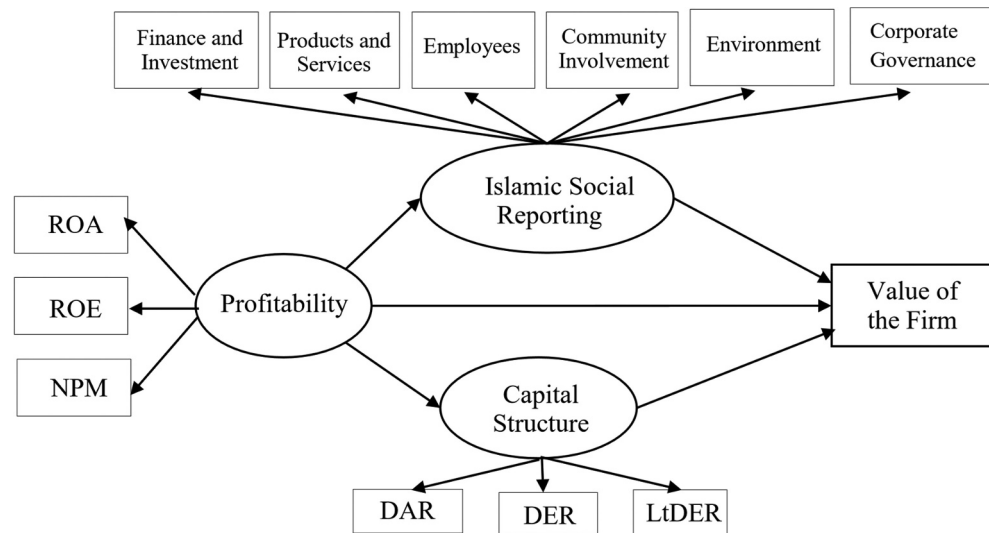 Finance and
Investment
Products and
Services
Employees
Community
Involvement
Environment
Corporate
Governance
Islamic Social
Reporting
ROA
ROE
NPM
Profitability
Value of
the Firm
Capital
Structure
DAR
DER
LtDER